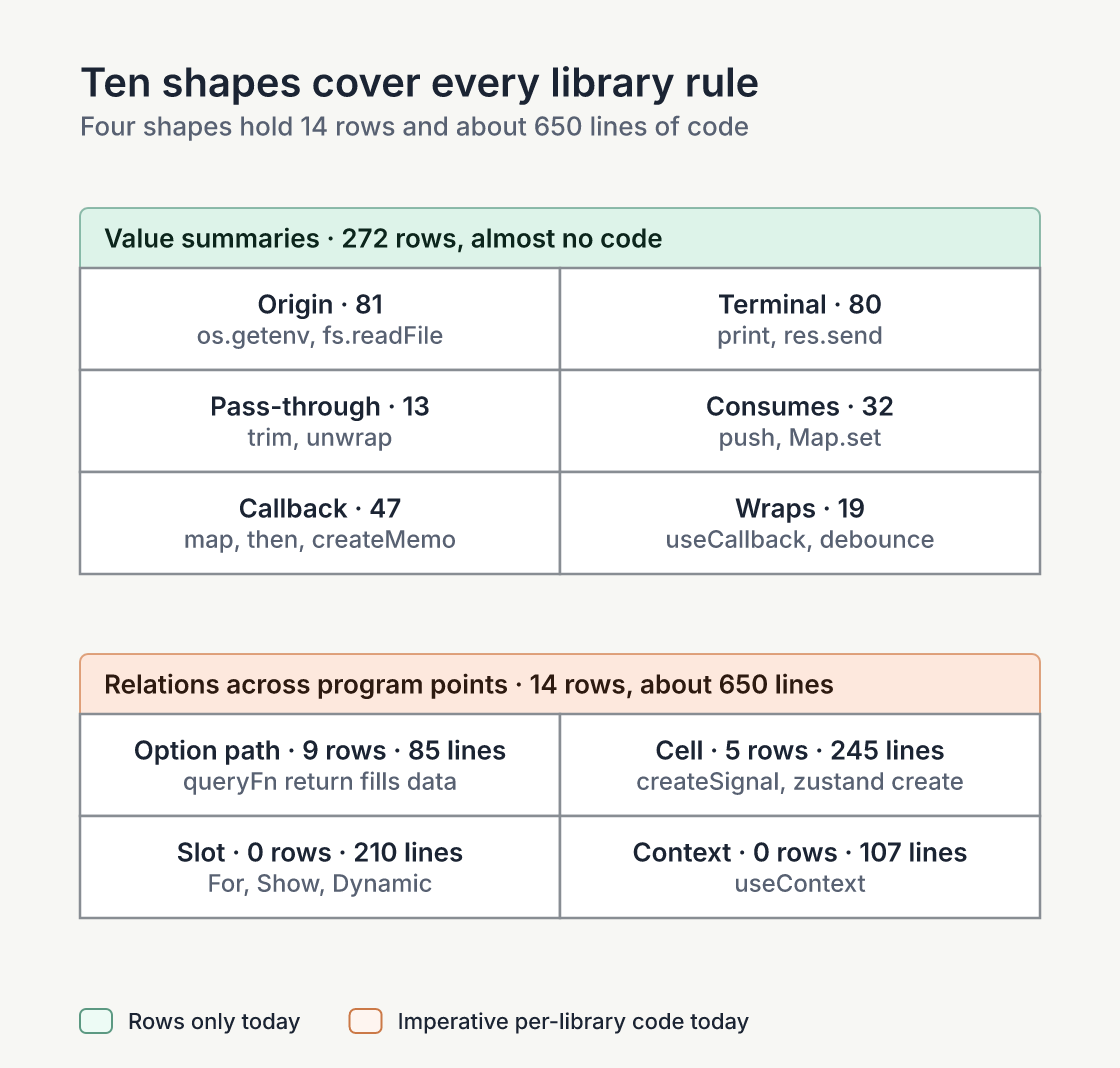 Ten shapes cover every library rule
Four shapes hold 14 rows and about 650 lines of code
Value summaries · 272 rows, almost no code
Origin · 81
os.getenv, fs.readFile
Terminal · 80
print, res.send
Pass-through · 13
trim, unwrap
Consumes · 32
push, Map.set
Callback · 47
map, then, createMemo
Wraps · 19
useCallback, debounce
Relations across program points · 14 rows, about 650 lines
Option path · 9 rows · 85 lines
queryFn return fills data
Cell · 5 rows · 245 lines
createSignal, zustand create
Slot · 0 rows · 210 lines
For, Show, Dynamic
Context · 0 rows · 107 lines
useContext
Rows only today
Imperative per-library code today